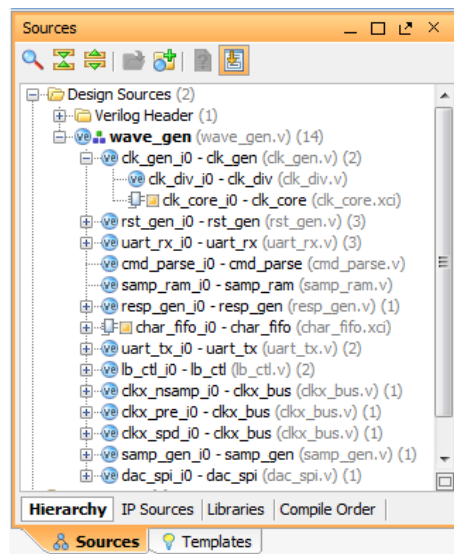 Sources
Design Sources (2)
Verilog Header (1)
wave_gen (wave_gen.v) (14)
clk_gen_i0 - clk_gen (clk_gen.v) (2)
clk_div_i0 - clk_div (clk_div.v)
clk_core_i0 - clk_core (clk_core.xci)
rst_gen_i0 - rst_gen (rst_gen.v) (3)
uart_rx_i0 - uart_rx (uart_rx.v) (3)
cmd_parse_i0 - cmd_parse (cmd_parse.v)
samp_ram_i0 - samp_ram (samp_ram.v)
resp_gen_i0 - resp_gen (resp_gen.v) (1)
char_fifo_i0 - char_fifo (char_fifo.xci)
uart_tx_i0 - uart_tx (uart_tx.v) (2)
lb_ctl_i0 - lb_ctl (lb_ctl.v) (2)
clkx_nsamp_i0 - clkx_bus (clkx_bus.v) (1)
clkx_pre_i0 - clkx_bus (clkx_bus.v) (1)
clkx_spd_i0 - clkx_bus (clkx_bus.v) (1)
samp_gen_i0 - samp_gen (samp_gen.v) (1)
dac_spi_i0 - dac_spi (dac_spi.v) (1)
Hierarchy IP Sources Libraries Compile Order
Sources Templates